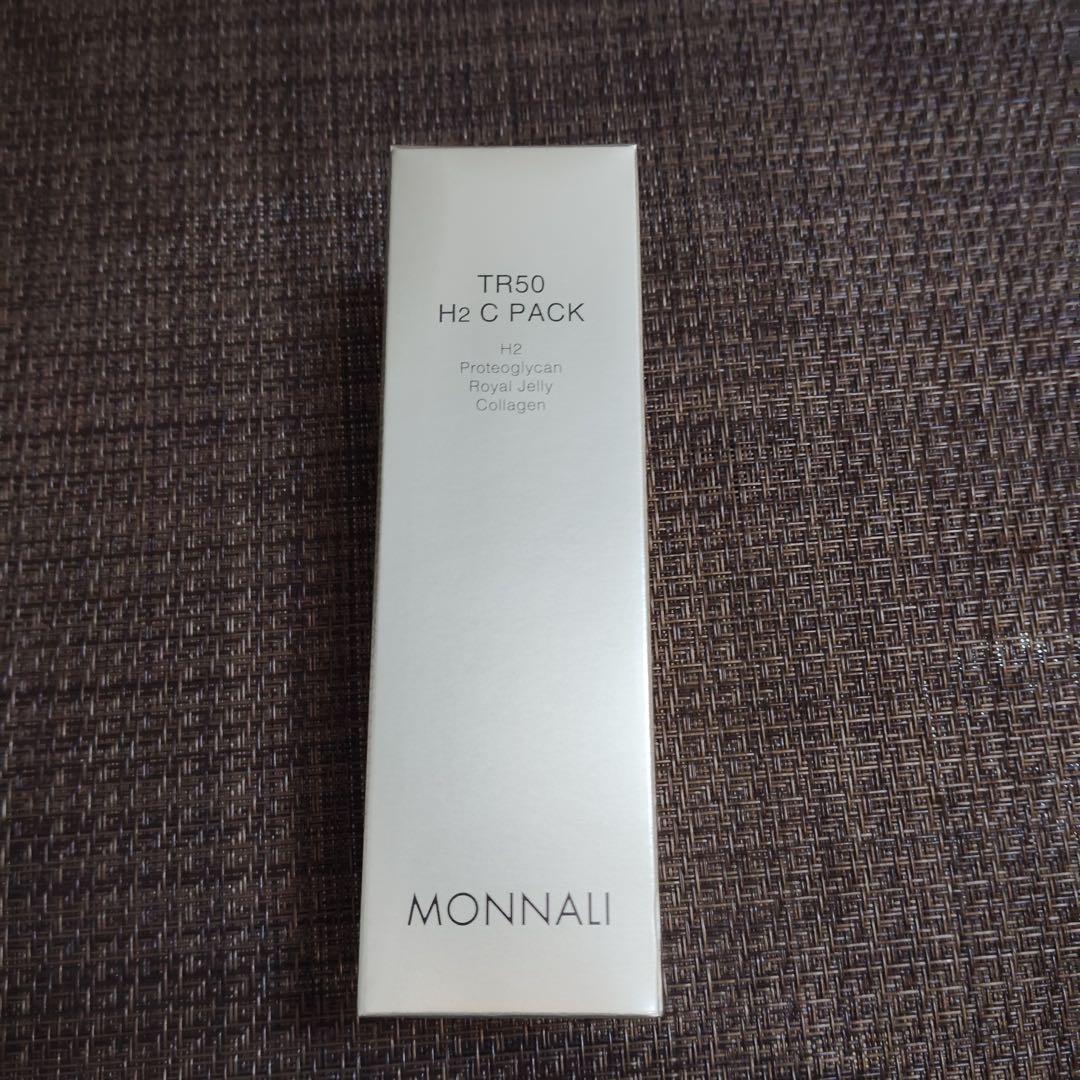 TR50
H2 C PACK
H2
Proteoglycan
Royal Jelly
Collagen
MONNALI